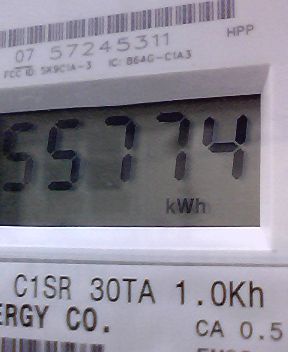 07 57245311
HPP
FCC ID: SK9C1A-3 IC: 864G-C1A3
55774
kWh
C1SR 30TA 1.0Kh
ERGY CO.
CA 0.5